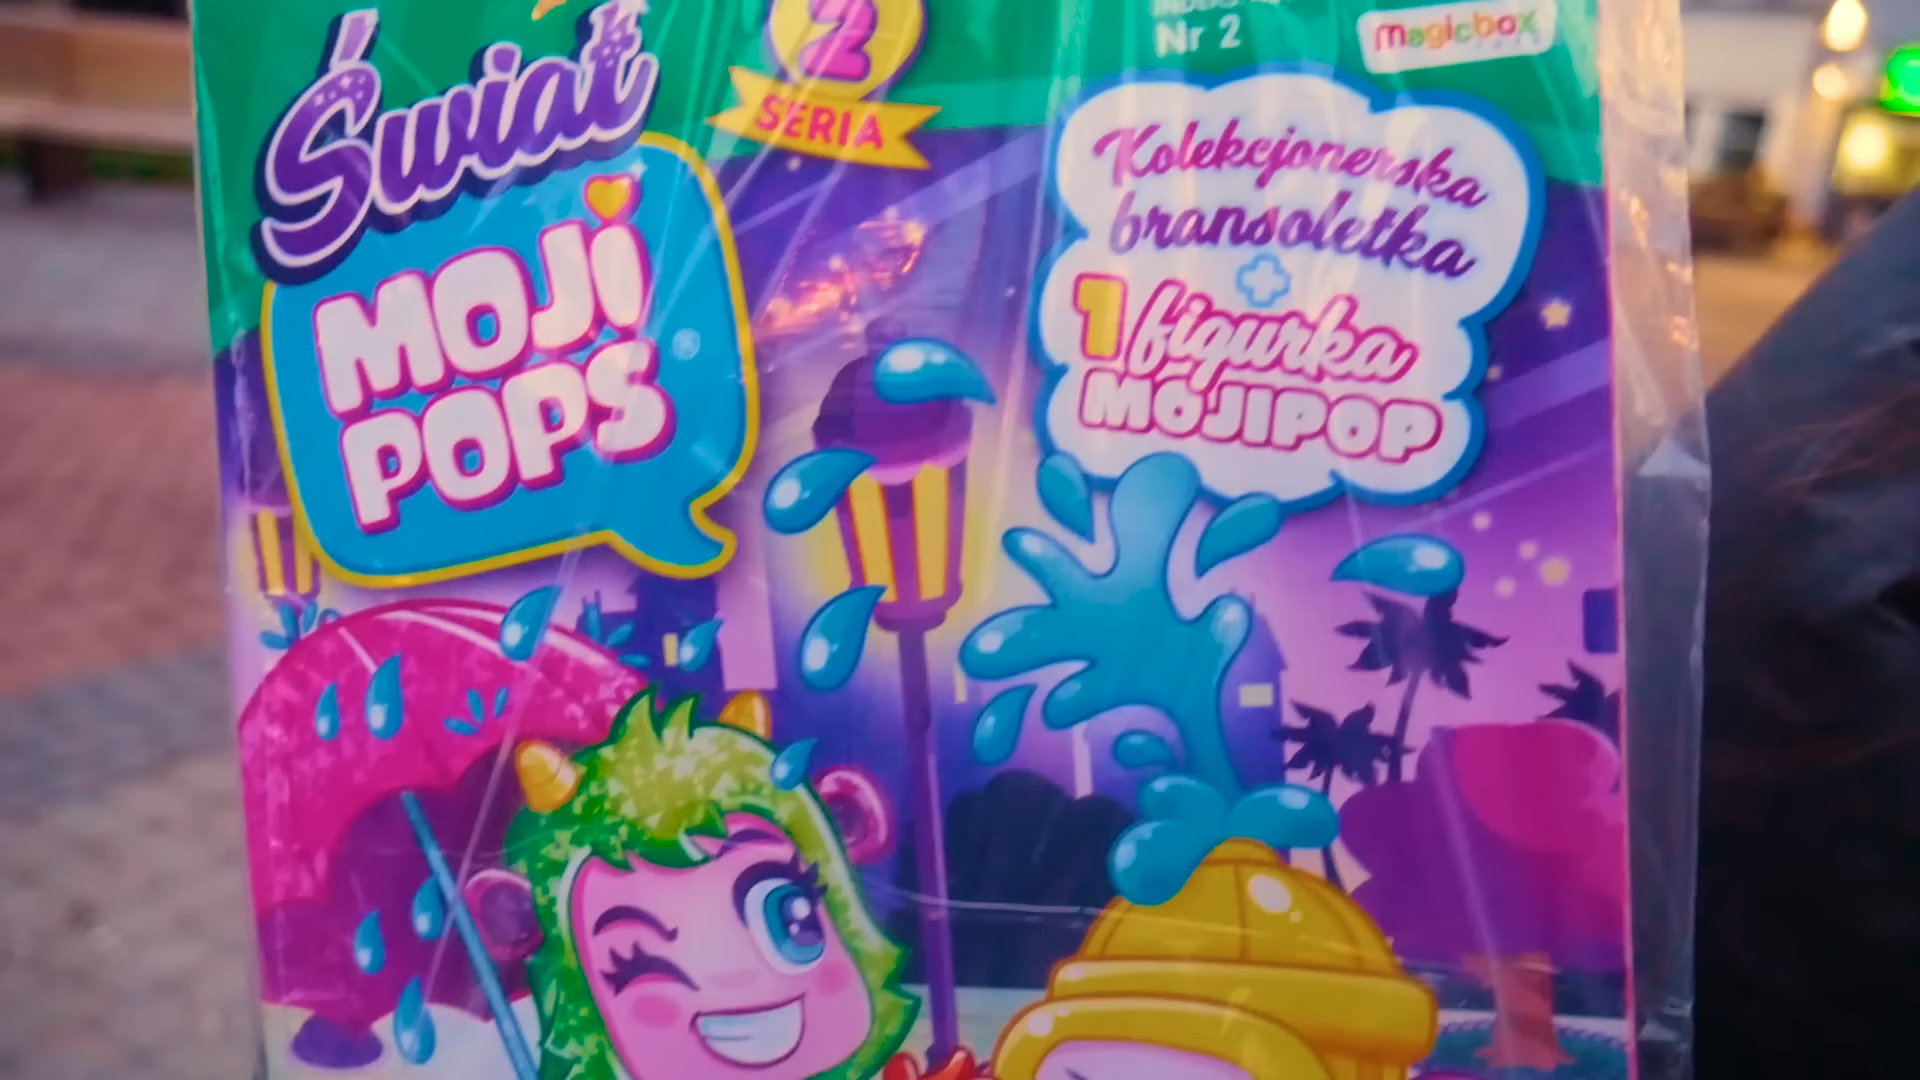 Świat
MOJI
POPS
®
2
SERIA
Nr 2
magicbox
Kolekcjonerska
bransoletka
+
1 figurka
MOJIPOP